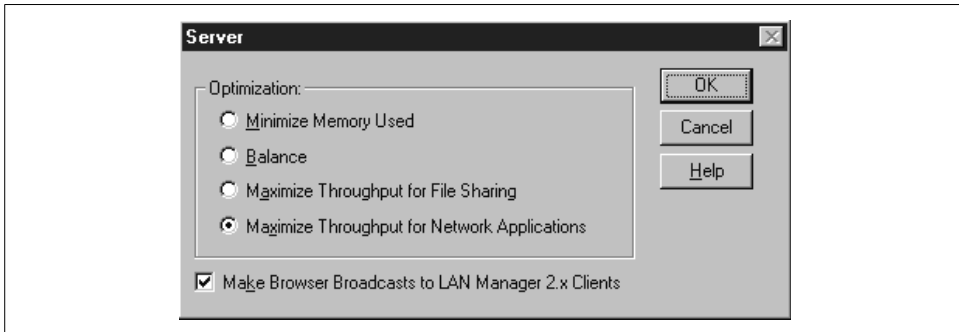 Server
Optimization:
Minimize Memory Used
Balance
Maximize Throughput for File Sharing
Maximize Throughput for Network Applications
Make Browser Broadcasts to LAN Manager 2.x Clients
OK
Cancel
Help